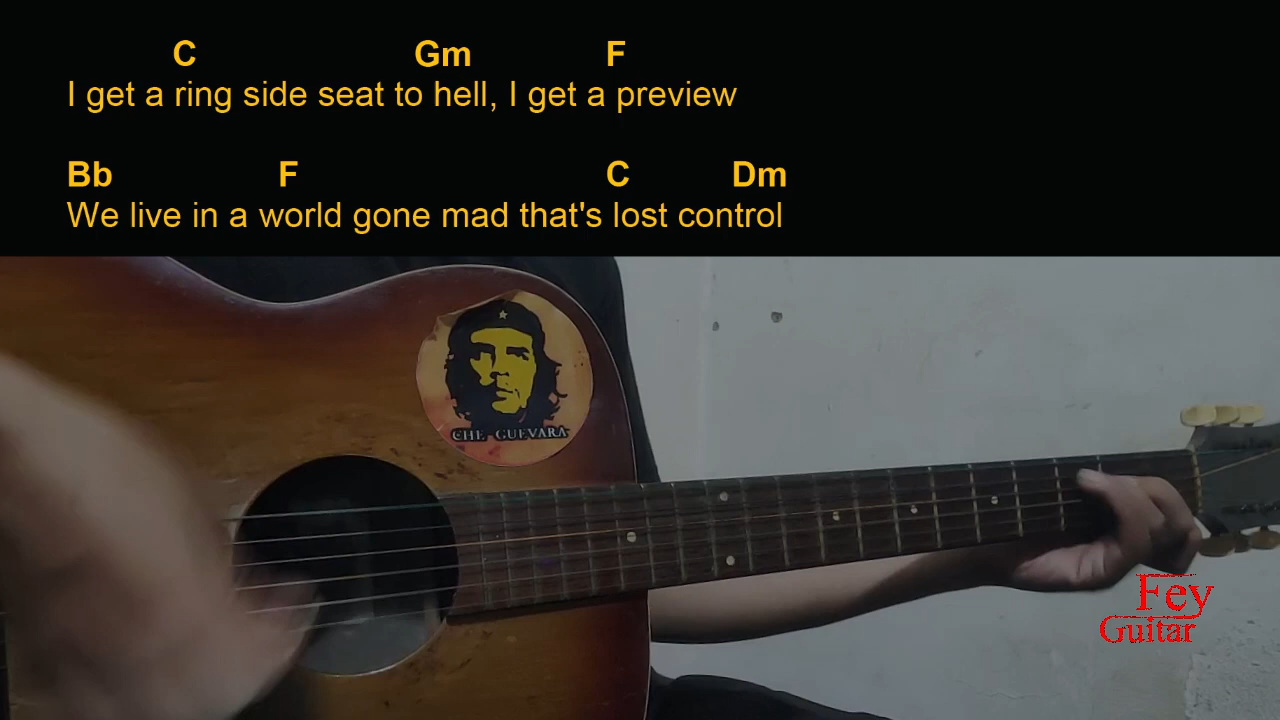 C Gm F
I get a ring side seat to hell, I get a preview
Bb F C Dm
We live in a world gone mad that's lost control
CHE GUEVARA
Fey
Guitar